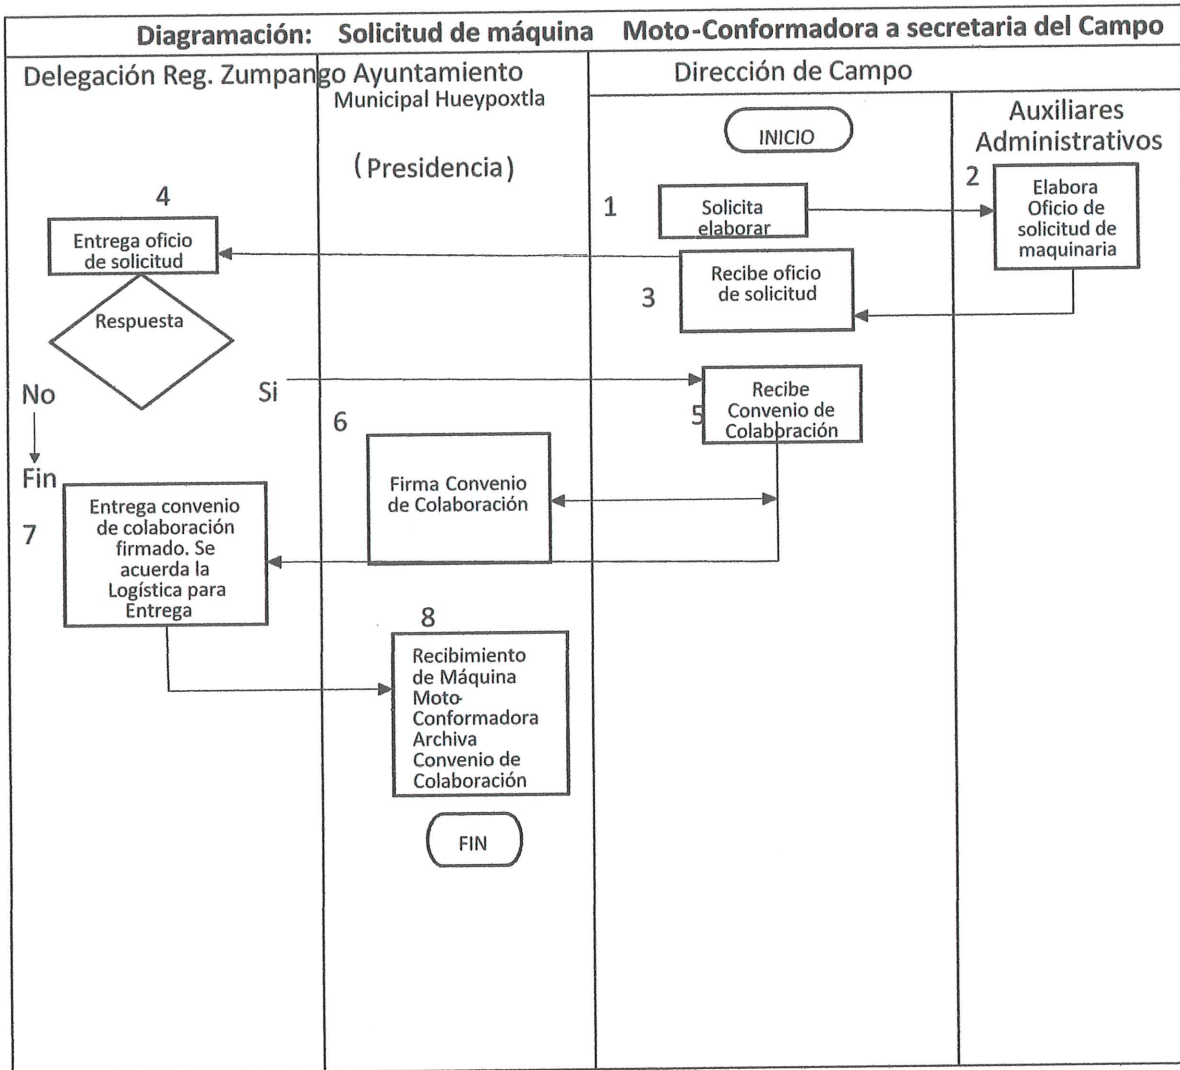 Diagramación: Solicitud de máquina Moto-Conformadora a secretaria del Campo
Delegación Reg. Zumpango
Ayuntamiento
Municipal Hueypoxtla
(Presidencia)
Dirección de Campo
Auxiliares
Administrativos
INICIO
1
Solicita
elaborar
2
Elabora
Oficio de
solicitud de
maquinaria
3
Recibe oficio
de solicitud
4
Entrega oficio
de solicitud
Respuesta
No
Si
Fin
5
Recibe
Convenio de
Colaboración
6
Firma Convenio
de Colaboración
7
Entrega convenio
de colaboración
firmado. Se
acuerda la
Logística para
Entrega
8
Recibimiento
de Máquina
Moto-
Conformadora
Archiva
Convenio de
Colaboración
FIN